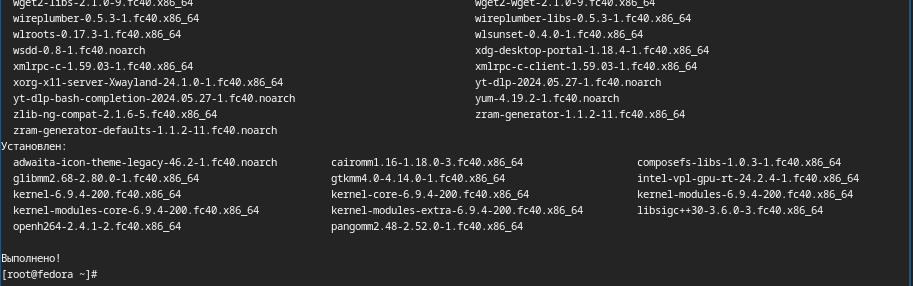 wget2-libs-2.1.0-9.fc40.x86_64 wget2-wget-2.1.0-9.fc40.x86_64
wireplumber-0.5.3-1.fc40.x86_64 wireplumber-libs-0.5.3-1.fc40.x86_64
wlroots-0.17.3-1.fc40.x86_64 wlsunset-0.4.0-1.fc40.x86_64
wsdd-0.8-1.fc40.noarch xdg-desktop-portal-1.18.4-1.fc40.x86_64
xmlrpc-c-1.59.03-1.fc40.x86_64 xmlrpc-c-client-1.59.03-1.fc40.x86_64
xorg-x11-server-Xwayland-24.1.0-1.fc40.x86_64 yt-dlp-2024.05.27-1.fc40.noarch
yt-dlp-bash-completion-2024.05.27-1.fc40.noarch yum-4.19.2-1.fc40.noarch
zlib-ng-compat-2.1.6-5.fc40.x86_64 zram-generator-1.1.2-11.fc40.x86_64
zram-generator-defaults-1.1.2-11.fc40.noarch
Установлен:
adwaita-icon-theme-legacy-46.2-1.fc40.noarch cairomm1.16-1.18.0-3.fc40.x86_64 composefs-libs-1.0.3-1.fc40.x86_64
glibmm2.68-2.80.0-1.fc40.x86_64 gtkmm4.0-4.14.0-1.fc40.x86_64 intel-vpl-gpu-rt-24.2.4-1.fc40.x86_64
kernel-6.9.4-200.fc40.x86_64 kernel-core-6.9.4-200.fc40.x86_64 kernel-modules-6.9.4-200.fc40.x86_64
kernel-modules-core-6.9.4-200.fc40.x86_64 kernel-modules-extra-6.9.4-200.fc40.x86_64 libsigc++30-3.6.0-3.fc40.x86_64
openh264-2.4.1-2.fc40.x86_64 pangomm2.48-2.52.0-1.fc40.x86_64
Выполнено!
[root@fedora ~]#